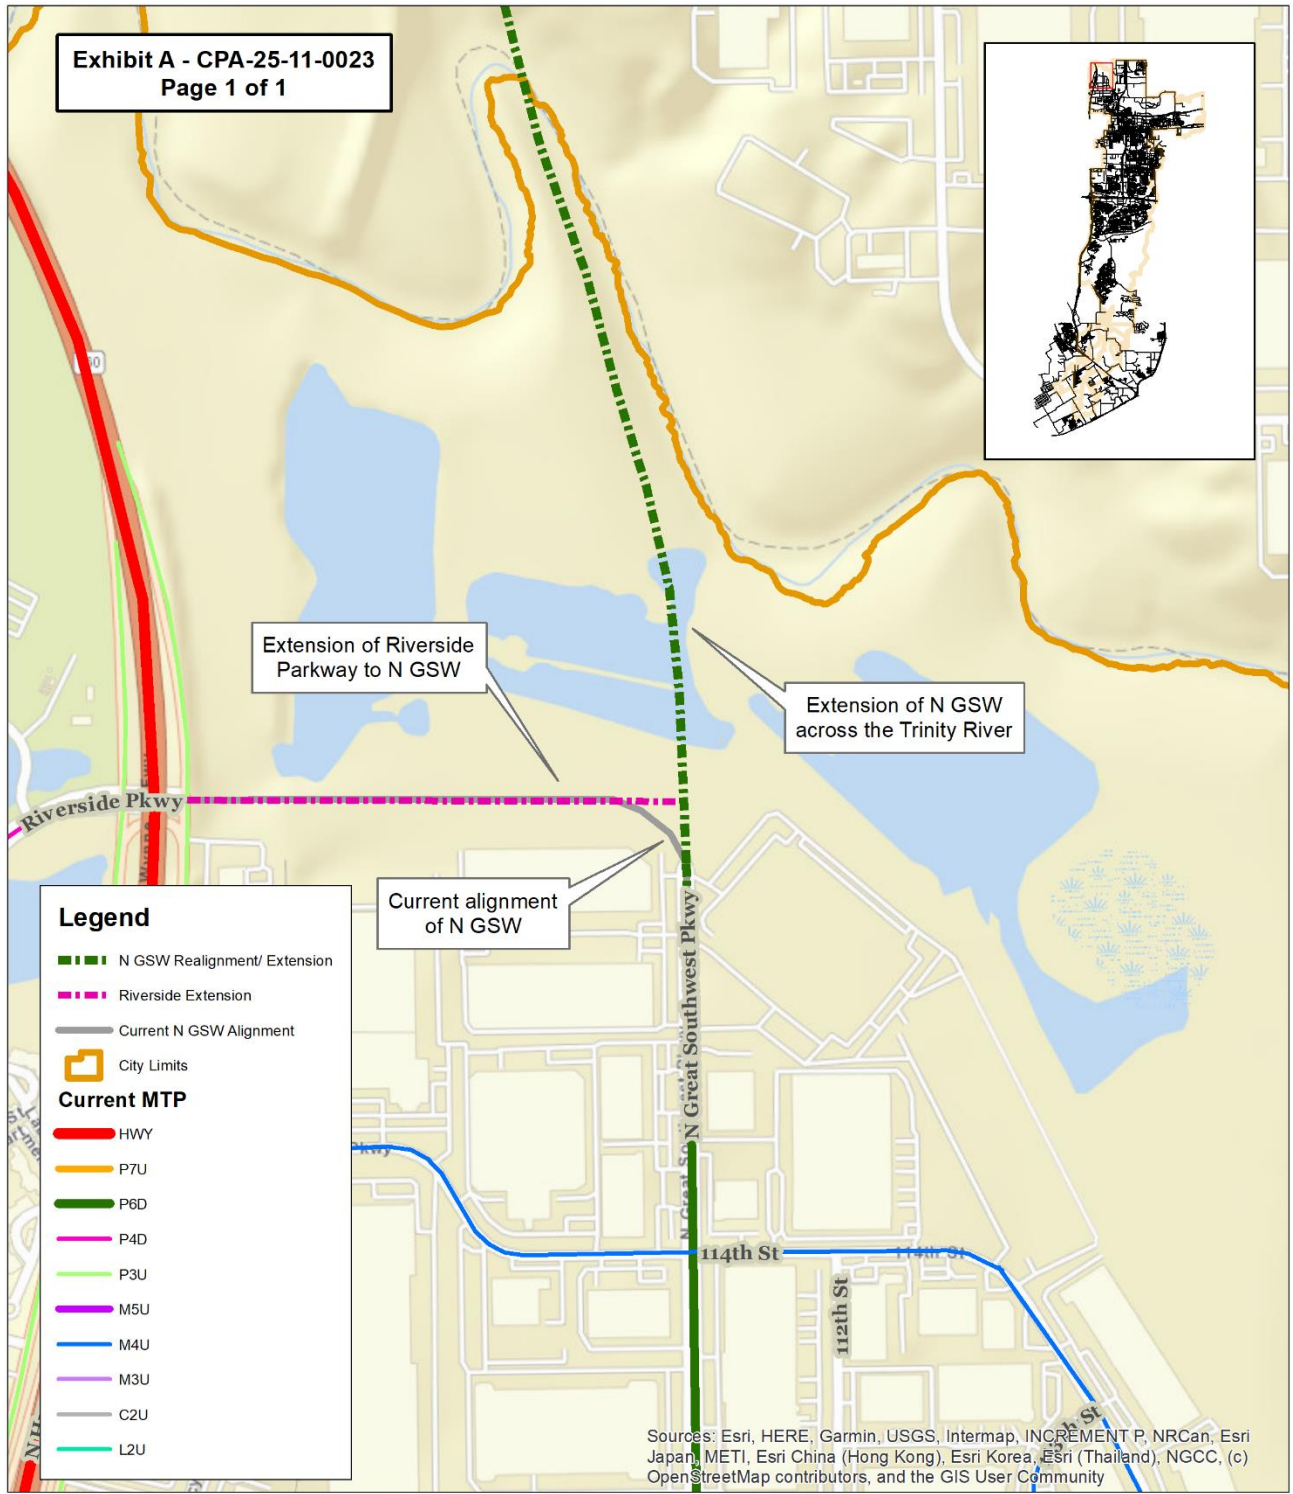 Exhibit A - CPA-25-11-0023
Page 1 of 1
Extension of Riverside
Parkway to N GSW
Extension of N GSW
across the Trinity River
Riverside Pkwy
Current alignment
of N GSW
N Great Southwest Pkwy
Legend
N GSW Realignment/ Extension
Riverside Extension
Current N GSW Alignment
City Limits
Current MTP
HWY
P7U
P6D
P4D
P3U
M5U
M4U
M3U
C2U
L2U
Pkwy
114th St
114th St
112th St
N H
Sources: Esri, HERE, Garmin, USGS, Intermap, INCREMENT P, NRCan, Esri
Japan, METI, Esri China (Hong Kong), Esri Korea, Esri (Thailand), NGCC, (c)
OpenStreetMap contributors, and the GIS User Community